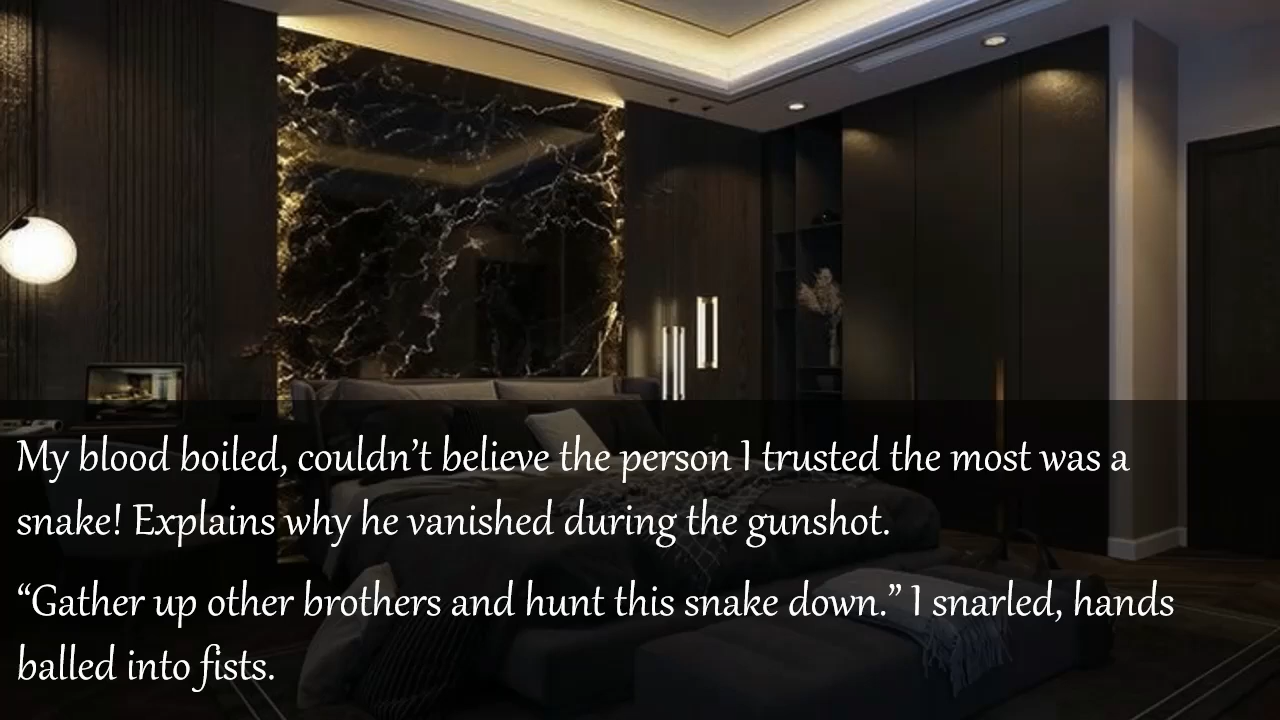 My blood boiled, couldn’t believe the person I trusted the most was a
snake! Explains why he vanished during the gunshot.
“Gather up other brothers and hunt this snake down.” I snarled, hands
balled into fists.